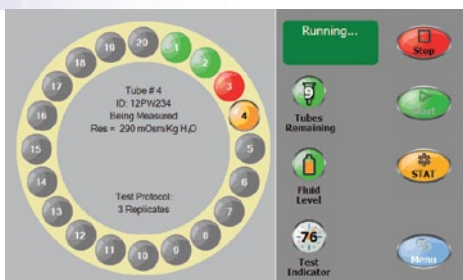 Running...
Stop
20
1
2
3
4
5
6
7
8
9
10
11
12
13
14
15
16
17
18
19
Tube # 4
ID: 12PW234
Being Measured
Res = 290 mOsm/Kg H₂O
Test Protocol:
3 Replicates
9
Tubes
Remaining
Start
Fluid
Level
STAT
-76-
Test
Indicator
Menu